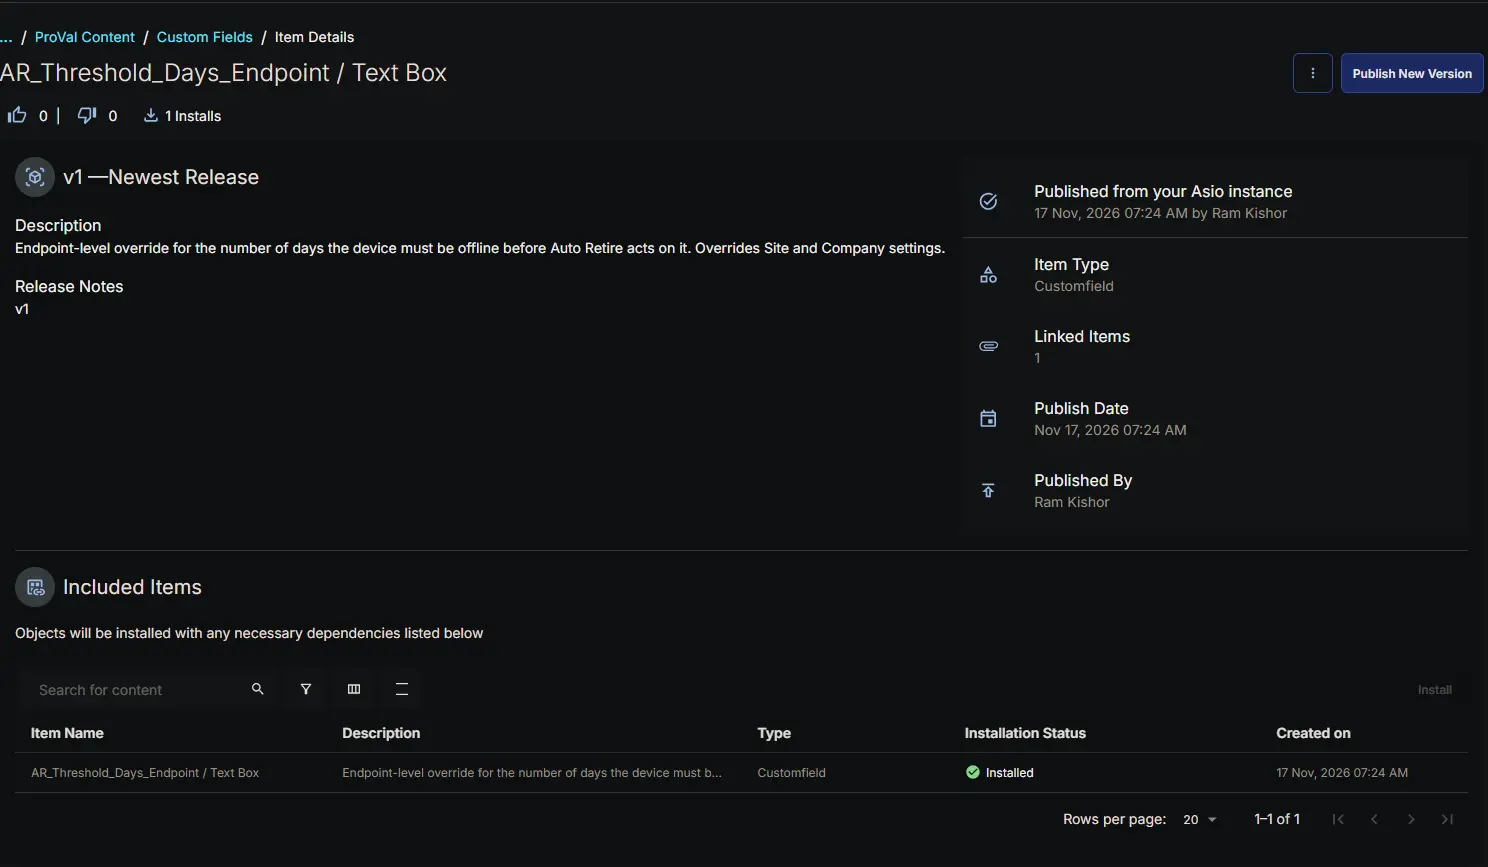 ... / ProVal Content / Custom Fields / Item Details
AR_Threshold_Days_Endpoint / Text Box
Publish New Version
0 | 0 1 Installs
v1 —Newest Release
Description
Endpoint-level override for the number of days the device must be offline before Auto Retire acts on it. Overrides Site and Company settings.
Release Notes
v1
Published from your Asio instance
17 Nov, 2026 07:24 AM by Ram Kishor
Item Type
Customfield
Linked Items
1
Publish Date
Nov 17, 2026 07:24 AM
Published By
Ram Kishor
Included Items
Objects will be installed with any necessary dependencies listed below
Search for content Install
Item Name Description Type Installation Status Created on
AR_Threshold_Days_Endpoint / Text Box Endpoint-level override for the number of days the device must b... Customfield Installed 17 Nov, 2026 07:24 AM
Rows per page: 20 1–1 of 1